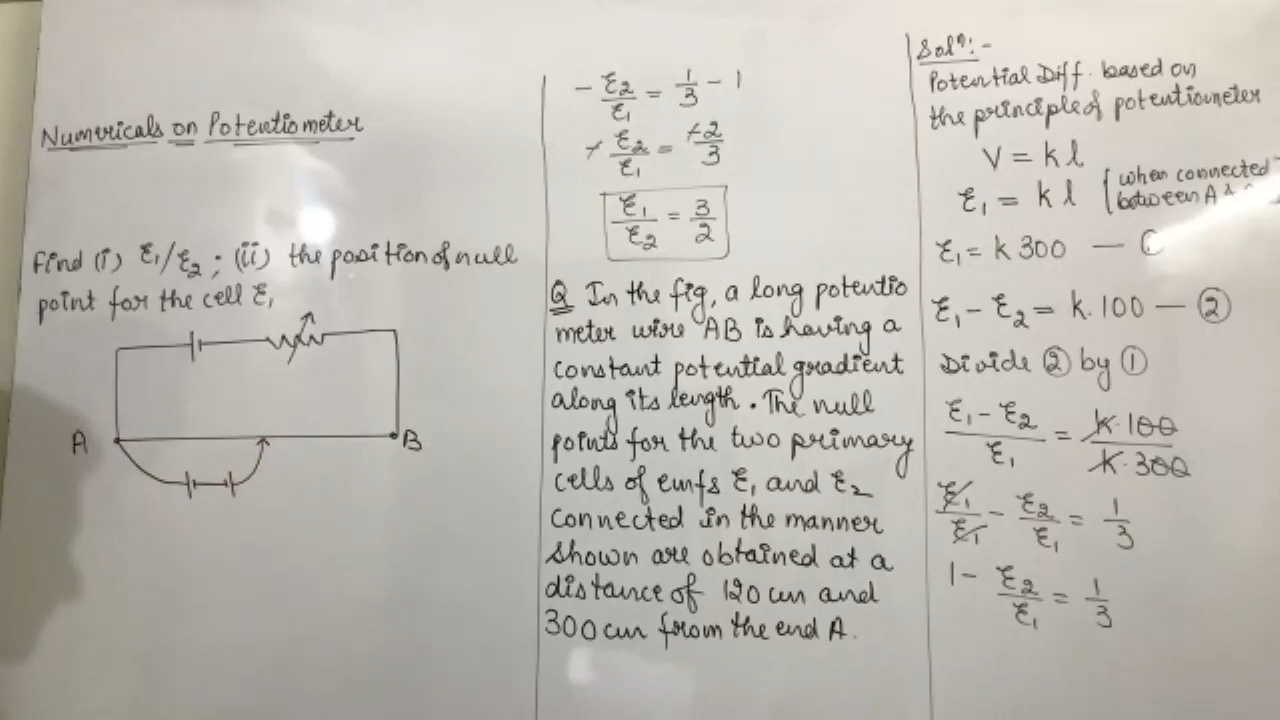 Numericals on Potentiometer
Find (i) ε₁/ε₂ ; (ii) the position of null
point for the cell ε₁
A
B
- ε₂/ε₁ = 1/3 - 1
+ ε₂/ε₁ = +2/3
ε₁/ε₂ = 3/2
Q In the fig, a long potentio
meter wire AB is having a
constant potential gradient
along its length. The null
points for the two primary
cells of emfs ε₁ and ε₂
connected in the manner
shown are obtained at a
distance of 120 cm and
300 cm from the end A.
Solⁿ:-
Potential Diff. based on
the principle of potentiometer
V = kl
ε₁ = kl { when connected
between A &
ε₁ = k 300 —
ε₁ - ε₂ = k.100 — ②
Divide ② by ①
ε₁ - ε₂/ε₁ = k.100/k.300
ε₁/ε₁ - ε₂/ε₁ = 1/3
1 - ε₂/ε₁ = 1/3